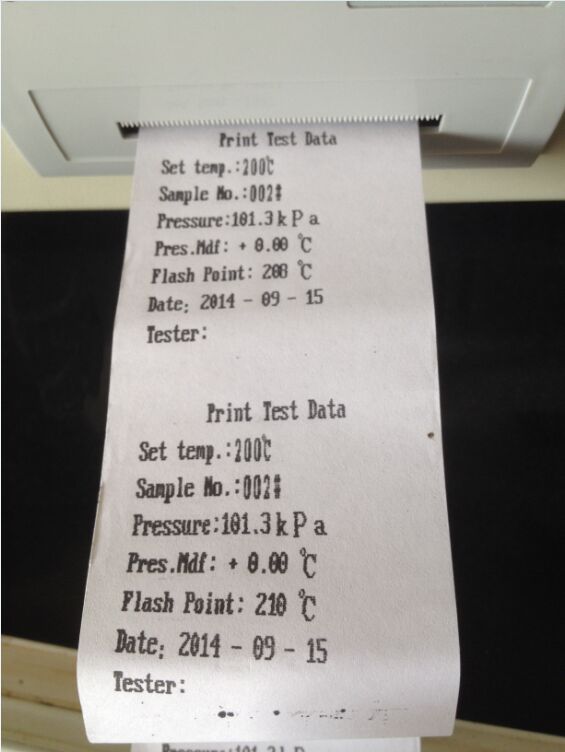 Print Test Data
Set temp.:200℃
Sample No.:002#
Pressure:101.3kPa
Pres.Mdf: + 0.00 ℃
Flash Point: 208 ℃
Date: 2014 - 09 - 15
Tester:
Print Test Data
Set temp.:200℃
Sample No.:002#
Pressure:101.3kPa
Pres.Mdf: + 0.00 ℃
Flash Point: 210 ℃
Date: 2014 - 09 - 15
Tester: